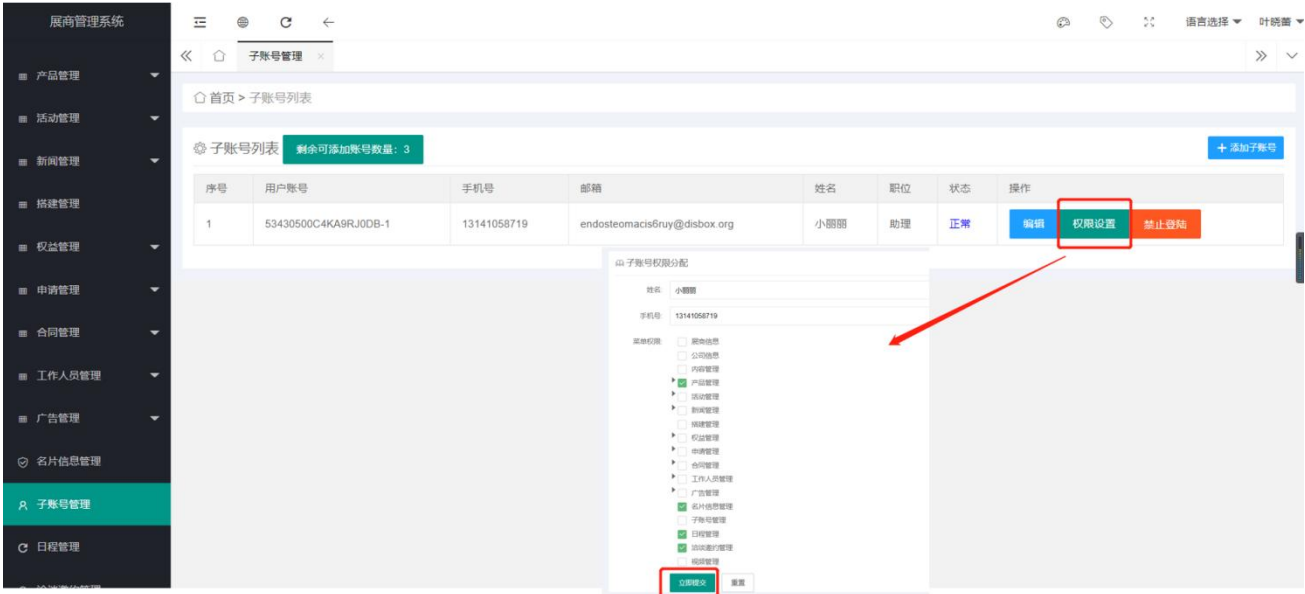 展商管理系统
语言选择
叶晓蕾
子账号管理 ×
产品管理
首页 > 子账号列表
活动管理
子账号列表
剩余可添加账号数量：3
+ 添加子账号
新闻管理
序号 用户账号 手机号 邮箱 姓名 职位 状态 操作
搭建管理
1 53430500C4KA9RJ0DB-1 13141058719 endosteomacis6ruy@disbox.org 小丽丽 助理 正常 编辑 权限设置 禁止登陆
权益管理
申请管理
合同管理
工作人员管理
广告管理
名片信息管理
子账号管理
日程管理
洽谈邀约管理
子账号权限分配
姓名 小丽丽
手机号 13141058719
菜单权限 展商信息
公司信息
内容管理
产品管理
活动管理
新闻管理
搭建管理
权益管理
申请管理
合同管理
工作人员管理
广告管理
名片信息管理
子账号管理
日程管理
洽谈邀约管理
视频管理
立即提交 重置